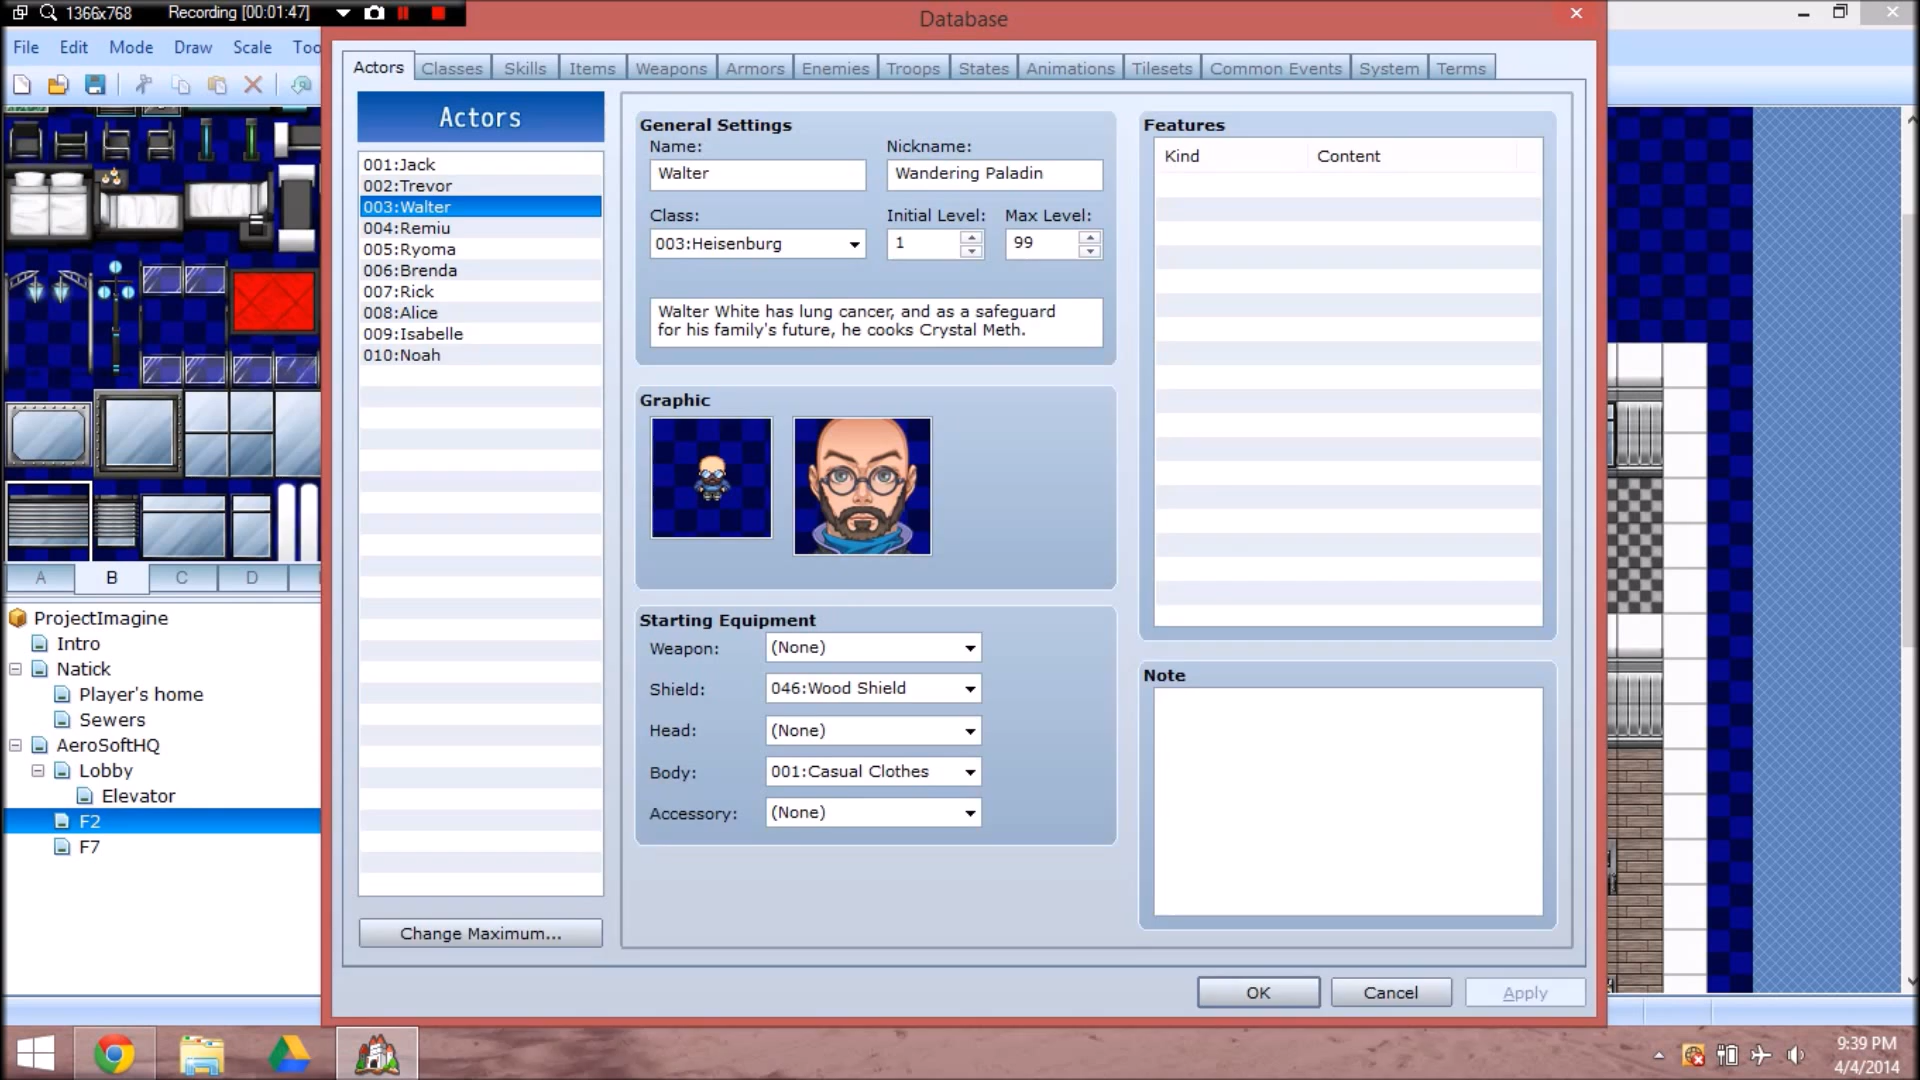 1366x768
Recording [00:01:47]
Database
File Edit Mode Draw Scale Too
Actors Classes Skills Items Weapons Armors Enemies Troops States Animations Tilesets Common Events System Terms
Actors
001:Jack
002:Trevor
003:Walter
004:Remiu
005:Ryoma
006:Brenda
007:Rick
008:Alice
009:Isabelle
010:Noah
Change Maximum...
General Settings
Name:
Nickname:
Walter
Wandering Paladin
Class:
Initial Level:
Max Level:
003:Heisenburg
1
99
Walter White has lung cancer, and as a safeguard
for his family's future, he cooks Crystal Meth.
Graphic
Starting Equipment
Weapon: (None)
Shield: 046:Wood Shield
Head: (None)
Body: 001:Casual Clothes
Accessory: (None)
Features
Kind Content
Note
OK
Cancel
Apply
A B C D
ProjectImagine
Intro
Natick
Player's home
Sewers
AeroSoftHQ
Lobby
Elevator
F2
F7
9:39 PM
4/4/2014